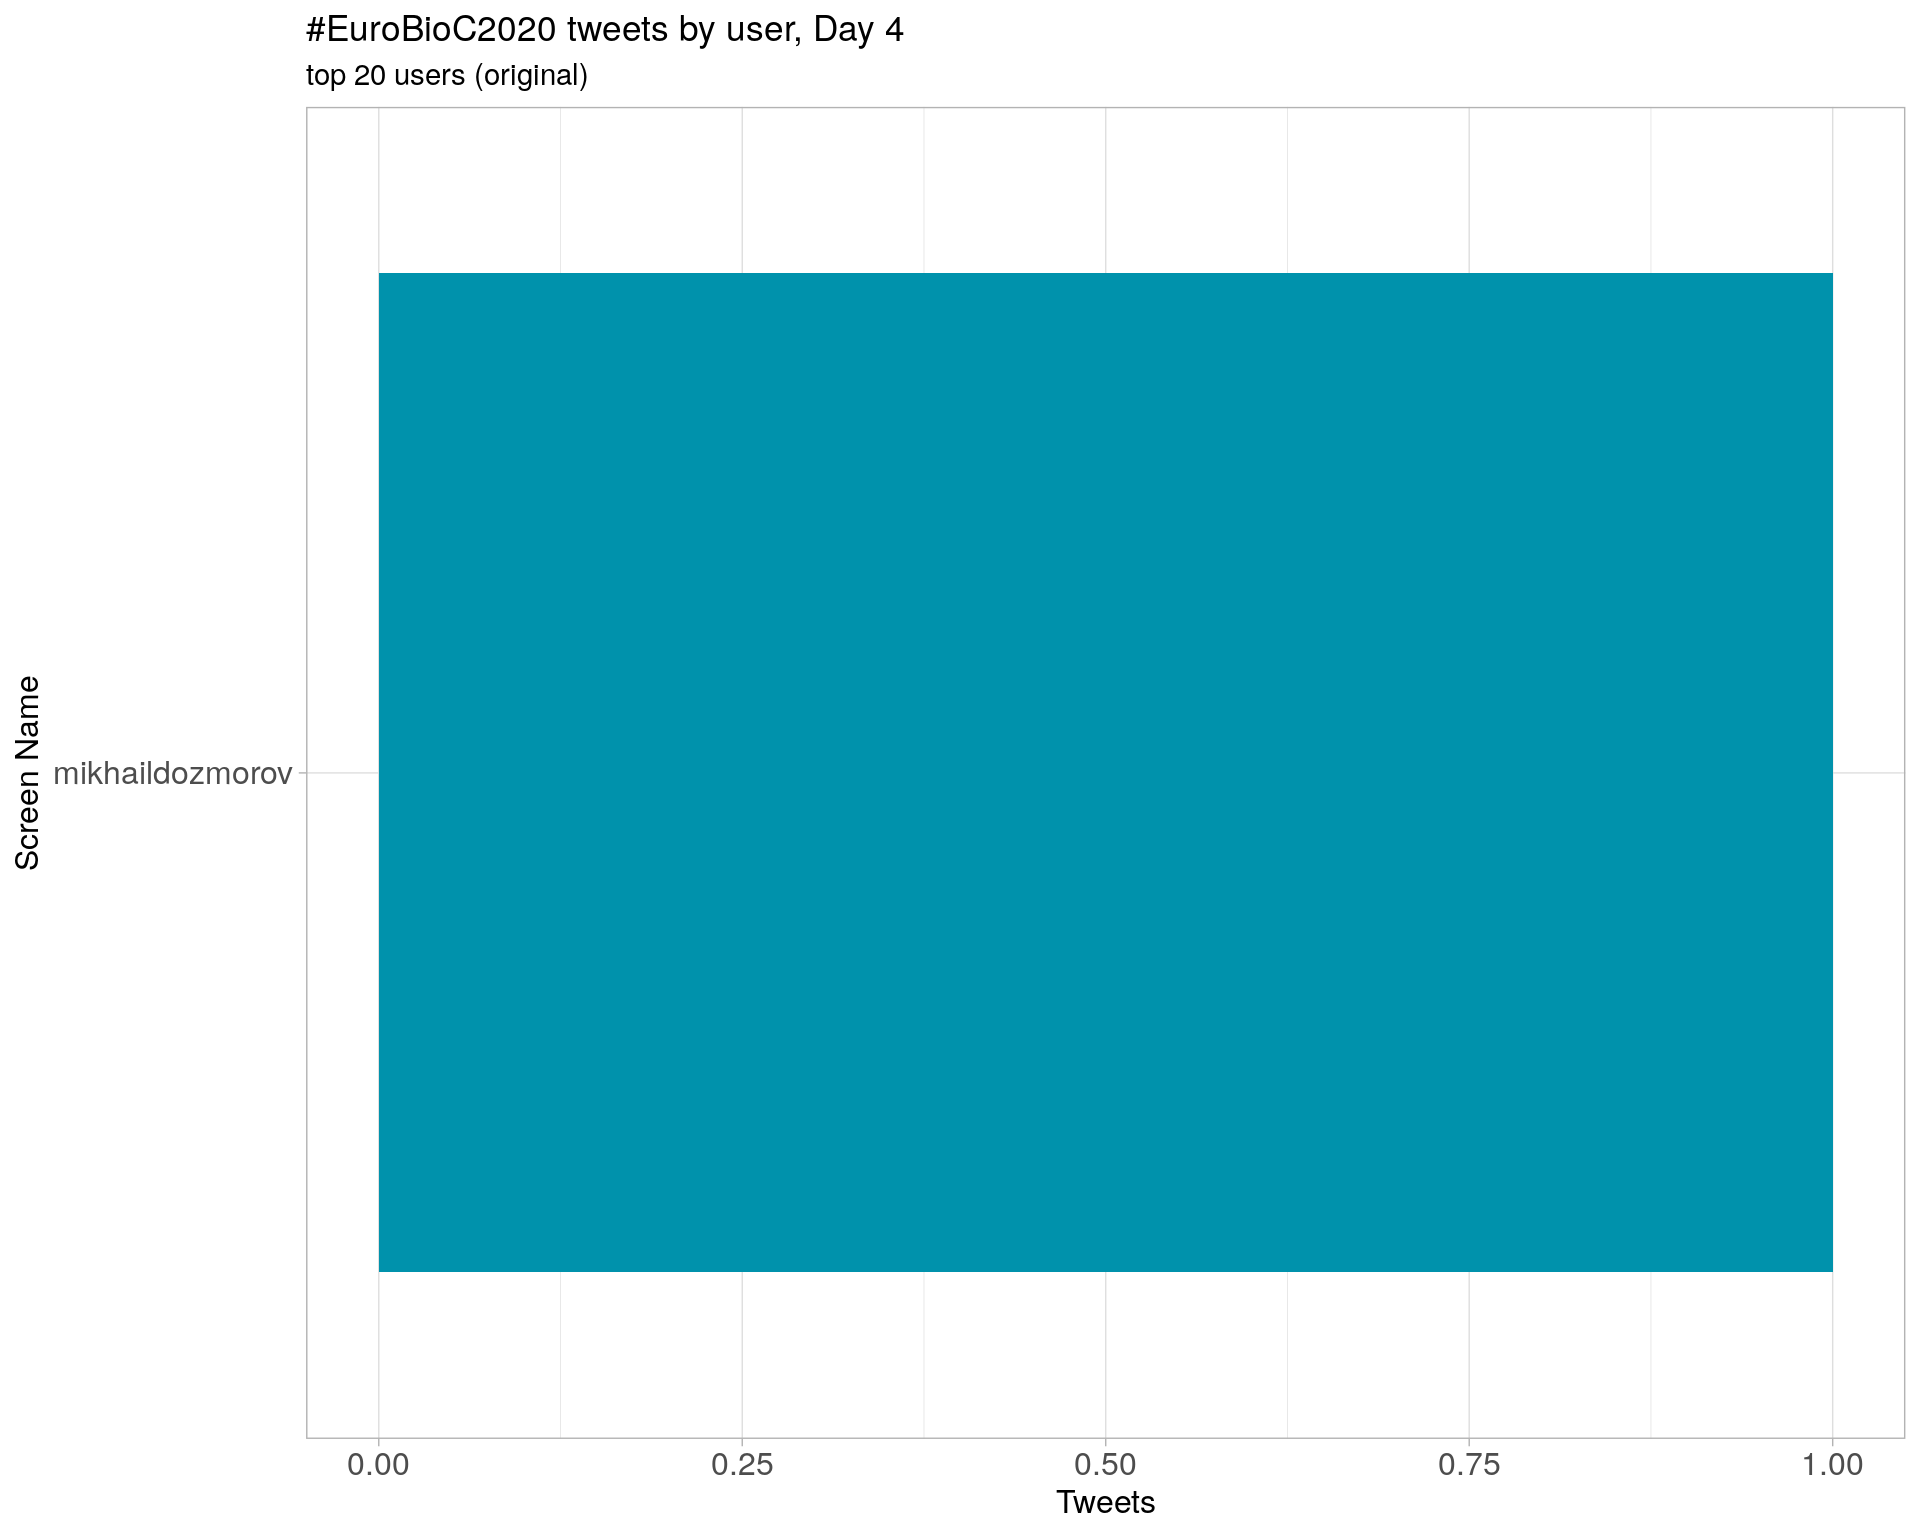 #EuroBioC2020 tweets by user, Day 4
top 20 users (original)
Screen Name
mikhaildozmorov
0.00 0.25 0.50 0.75 1.00
Tweets